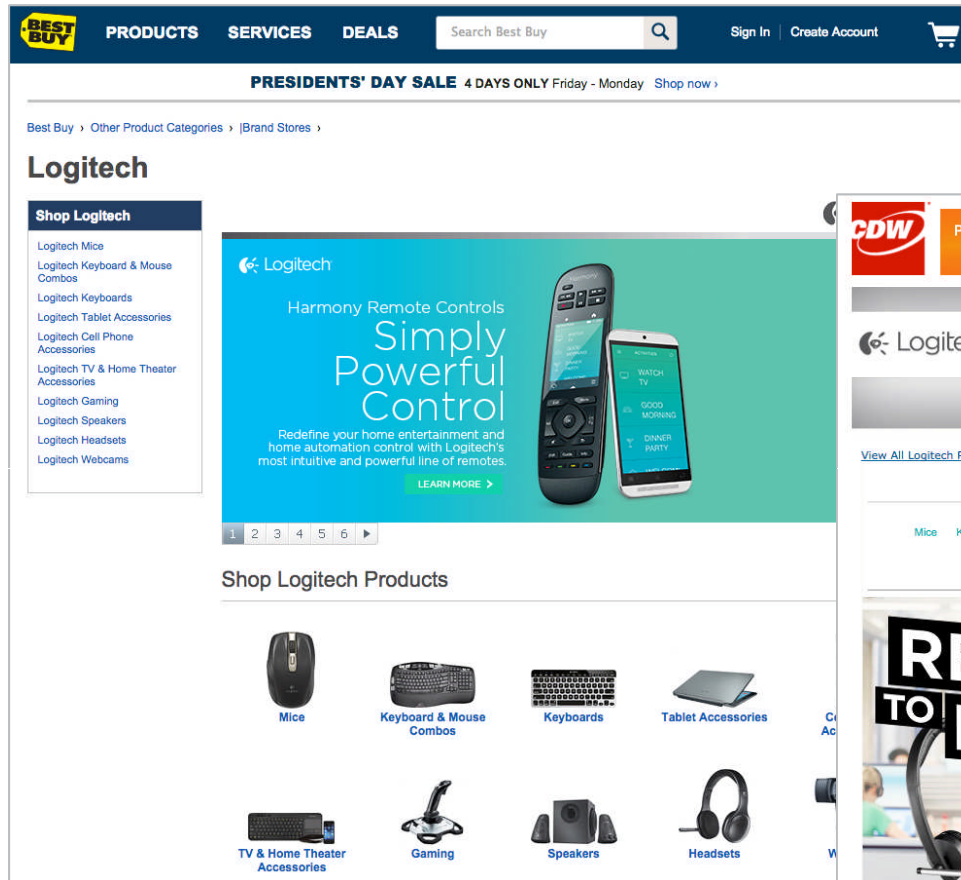 BEST BUY
PRODUCTS SERVICES DEALS Search Best Buy Sign In Create Account
PRESIDENTS' DAY SALE 4 DAYS ONLY Friday - Monday Shop now ›
Best Buy › Other Product Categories › |Brand Stores ›
Logitech
Shop Logitech
Logitech Mice
Logitech Keyboard & Mouse
Combos
Logitech Keyboards
Logitech Tablet Accessories
Logitech Cell Phone
Accessories
Logitech TV & Home Theater
Accessories
Logitech Gaming
Logitech Speakers
Logitech Headsets
Logitech Webcams
Logitech
Harmony Remote Controls
Simply
Powerful
Control
Redefine your home entertainment and
home automation control with Logitech's
most intuitive and powerful line of remotes.
LEARN MORE >
harmony
ACTIVITIES
WATCH
TV
GOOD
MORNING
DINNER
PARTY
1 2 3 4 5 6
Shop Logitech Products
Mice
Keyboard & Mouse
Combos
Keyboards
Tablet Accessories
TV & Home Theater
Accessories
Gaming
Speakers
Headsets
CDW
P
Logite
View All Logitech P
Mice K
RE
TO